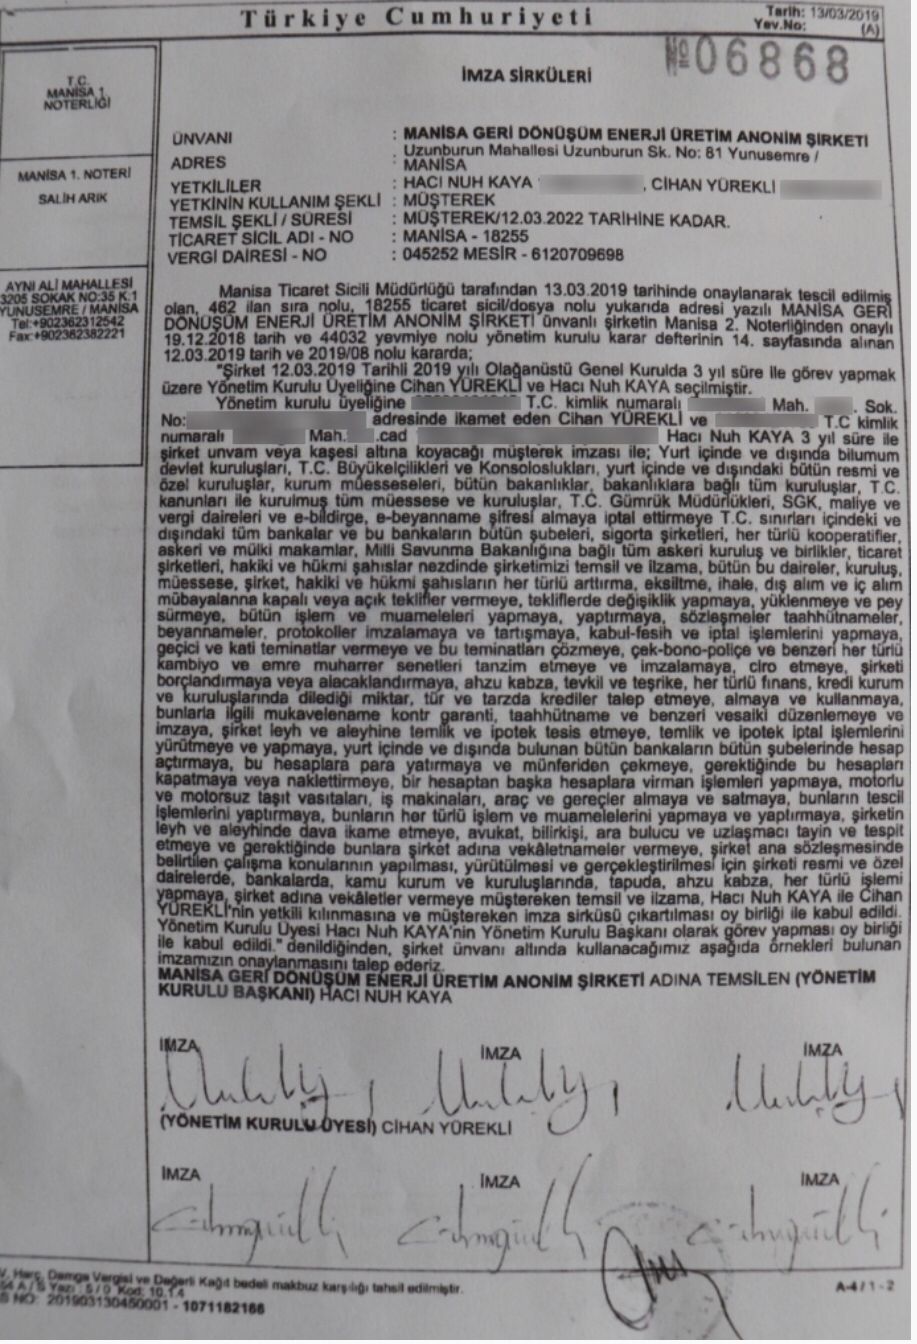 Türkiye Cumhuriyeti
Tarih: 13/03/2019
Yev.No:
(A)
№ 06868
T.C.
MANİSA 1.
NOTERLİĞİ
MANİSA 1. NOTERİ
SALİH ARIK
AYNI ALİ MAHALLESİ
3205 SOKAK NO:35 K.1
YUNUSEMRE / MANİSA
Tel:+902362312542
Fax:+902362382221
İMZA SİRKÜLERİ
ÜNVANI : MANİSA GERİ DÖNÜŞÜM ENERJİ ÜRETİM ANONİM ŞİRKETİ
ADRES : Uzunburun Mahallesi Uzunburun Sk. No: 81 Yunusemre /
MANİSA
YETKİLİLER : HACI NUH KAYA , CİHAN YÜREKLİ
YETKİNİN KULLANIM ŞEKLİ : MÜŞTEREK
TEMSİL ŞEKLİ / SÜRESİ : MÜŞTEREK/12.03.2022 TARİHİNE KADAR.
TİCARET SİCİL ADI - NO : MANİSA - 18255
VERGİ DAİRESİ - NO : 045252 MESİR - 6120709698
Manisa Ticaret Sicili Müdürlüğü tarafından 13.03.2019 tarihinde onaylanarak tescil edilmiş
olan, 462 ilan sıra nolu, 18255 ticaret sicil/dosya nolu yukarıda adresi yazılı MANİSA GERİ
DÖNÜŞÜM ENERJİ ÜRETİM ANONİM ŞİRKETİ ünvanlı şirketin Manisa 2. Noterliğinden onaylı
19.12.2018 tarih ve 44032 yevmiye nolu yönetim kurulu karar defterinin 14. sayfasında alınan
12.03.2019 tarih ve 2019/08 nolu kararda;
"Şirket 12.03.2019 Tarihli 2019 yılı Olağanüstü Genel Kurulda 3 yıl süre ile görev yapmak
üzere Yönetim Kurulu Üyeliğine Cihan YÜREKLİ ve Hacı Nuh KAYA seçilmiştir.
Yönetim kurulu üyeliğine T.C. kimlik numaralı Mah. Sok.
No: adresinde ikamet eden Cihan YÜREKLİ ve T.C kimlik
numaralı Mah. .cad Hacı Nuh KAYA 3 yıl süre ile
şirket unvam veya kaşesi altına koyacağı müşterek imzası ile; Yurt içinde ve dışında bilumum
devlet kuruluşları, T.C. Büyükelçilikleri ve Konsoloslukları, yurt içinde ve dışındaki bütün resmi ve
özel kuruluşlar, kurum müesseseleri, bütün bakanlıklar, bakanlıklara bağlı tüm kuruluşlar, T.C.
kanunları ile kurulmuş tüm müessese ve kuruluşlar, T.C. Gümrük Müdürlükleri, SGK, maliye ve
vergi daireleri ve e-bildirge, e-beyanname şifresi almaya iptal ettirmeye T.C. sınırları içindeki ve
dışındaki tüm bankalar ve bu bankaların bütün şubeleri, sigorta şirketleri, her türlü kooperatifler,
askeri ve mülki makamlar, Milli Savunma Bakanlığına bağlı tüm askeri kuruluş ve birlikler, ticaret
şirketleri, hakiki ve hükmi şahıslar nezdinde şirketimizi temsil ve ilzama, bütün bu daireler, kuruluş,
müessese, şirket, hakiki ve hükmi şahısların her türlü arttırma, eksiltme, ihale, dış alım ve iç alım
mübayalanna kapalı veya açık teklifler vermeye, tekliflerde değişiklik yapmaya, yüklenmeye ve pey
sürmeye, bütün işlem ve muameleleri yapmaya, yaptırmaya, sözleşmeler taahhütnameler,
beyannameler, protokoller imzalamaya ve tartışmaya, kabul-fesih ve iptal işlemlerini yapmaya,
geçici ve kati teminatlar vermeye ve bu teminatları çözmeye, çek-bono-poliçe ve benzeri her türlü
kambiyo ve emre muharrer senetleri tanzim etmeye ve imzalamaya, ciro etmeye, şirketi
borçlandırmaya veya alacaklandırmaya, ahzu kabza, tevkil ve teşrike, her türlü finans, kredi kurum
ve kuruluşlarında dilediği miktar, tür ve tarzda krediler talep etmeye, almaya ve kullanmaya,
bunlarla ilgili mukavelename kontr garanti, taahhütname ve benzeri vesaiki düzenlemeye ve
imzaya, şirket leyh ve aleyhine temlik ve ipotek tesis etmeye, temlik ve ipotek iptal işlemlerini
yürütmeye ve yapmaya, yurt içinde ve dışında bulunan bütün bankaların bütün şubelerinde hesap
açtırmaya, bu hesaplara para yatırmaya ve münferiden çekmeye, gerektiğinde bu hesapları
kapatmaya veya naklettirmeye, bir hesaptan başka hesaplara virman işlemleri yapmaya, motorlu
ve motorsuz taşıt vasıtaları, iş makinaları, araç ve gereçler almaya ve satmaya, bunların tescil
işlemlerini yaptırmaya, bunların her türlü işlem ve muamelelerini yapmaya ve yaptırmaya, şirketin
leyh ve aleyhinde dava ikame etmeye, avukat, bilirkişi, ara bulucu ve uzlaşmacı tayin ve tespit
etmeye ve gerektiğinde bunlara şirket adına vekâletnameler vermeye, şirket ana sözleşmesinde
belirtilen çalışma konularının yapılması, yürütülmesi ve gerçekleştirilmesi için şirketi resmi ve özel
dairelerde, bankalarda, kamu kurum ve kuruluşlarında, tapuda, ahzu kabza, her türlü işlemi
yapmaya, şirket adına vekâletler vermeye müştereken temsil ve ilzama, Hacı Nuh KAYA ile Cihan
YÜREKLİ'nin yetkili kılınmasına ve müştereken imza sirküsü çıkartılması oy birliği ile kabul edildi.
Yönetim Kurulu Üyesi Hacı Nuh KAYA'nin Yönetim Kurulu Başkanı olarak görev yapması oy birliği
ile kabul edildi." denildiğinden, şirket ünvanı altında kullanacağımız aşağıda örnekleri bulunan
imzamızın onaylanmasını talep ederiz.
MANİSA GERİ DÖNÜŞÜM ENERJİ ÜRETİM ANONİM ŞİRKETİ ADINA TEMSİLEN (YÖNETİM
KURULU BAŞKANI) HACI NUH KAYA
İMZA İMZA İMZA
(YÖNETİM KURULU ÜYESİ) CİHAN YÜREKLİ
İMZA İMZA İMZA
V. Harç, Damga Vergisi ve Değerli Kağıt bedeli makbuz karşılığı tahsil edilmiştir.
54 A / S Yazı : 5 / 0 Kod: 10.1.4
S NO: 201903130450001 - 1071182166
A-4 / 1 - 2